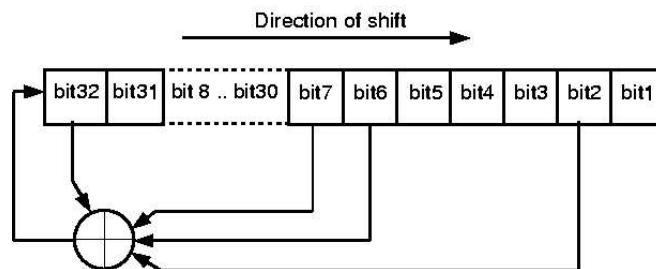 Direction of shift
bit32 bit31 bit 8 .. bit30 bit7 bit6 bit5 bit4 bit3 bit2 bit1